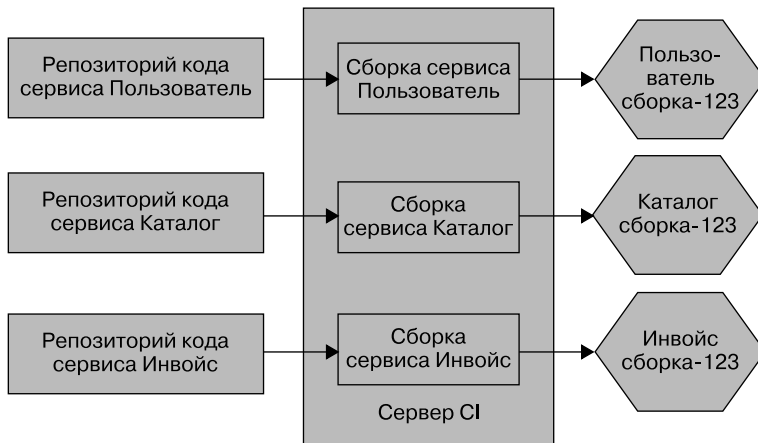 Репозиторий кода
сервиса Пользователь
Сборка сервиса
Пользователь
Пользо-
ватель
сборка-123
Репозиторий кода
сервиса Каталог
Сборка
сервиса Каталог
Каталог
сборка-123
Репозиторий кода
сервиса Инвойс
Сборка
сервиса Инвойс
Инвойс
сборка-123
Сервер CI